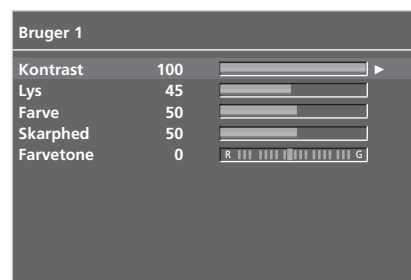 Bruger 1
Kontrast 100
Lys 45
Farve 50
Skarphed 50
Farvetone 0 R G